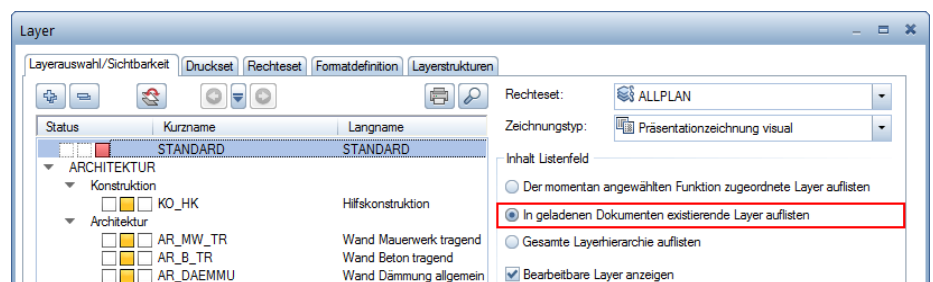 Layer
Layerauswahl/Sichtbarkeit Druckset Rechteset Formatdefinition Layerstrukturen
Rechteset: ALLPLAN
Zeichnungstyp: Präsentationzeichnung visual
Status Kurzname Langname
STANDARD STANDARD
ARCHITEKTUR
Konstruktion
KO_HK Hilfskonstruktion
Architektur
AR_MW_TR Wand Mauerwerk tragend
AR_B_TR Wand Beton tragend
AR_DAEMMU Wand Dämmung allgemein
Inhalt Listenfeld
Der momentan angewählten Funktion zugeordnete Layer auflisten
In geladenen Dokumenten existierende Layer auflisten
Gesamte Layerhierarchie auflisten
Bearbeitbare Layer anzeigen